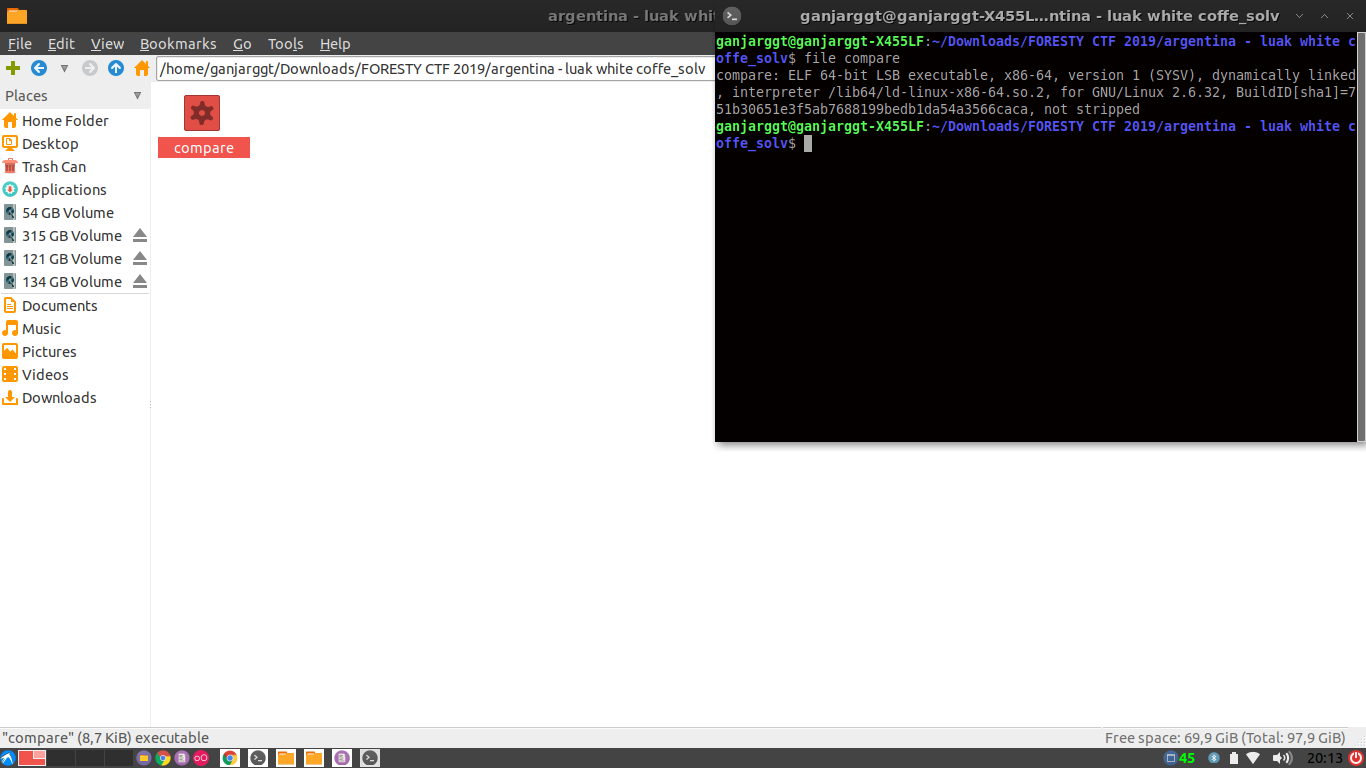 argentina - luak whi
ganjarggt@ganjarggt-X455L…ntina - luak white coffe_solv
File Edit View Bookmarks Go Tools Help
/home/ganjarggt/Downloads/FORESTY CTF 2019/argentina - luak white coffe_solv
Places
Home Folder
Desktop
Trash Can
Applications
54 GB Volume
315 GB Volume
121 GB Volume
134 GB Volume
Documents
Music
Pictures
Videos
Downloads
compare
ganjarggt@ganjarggt-X455LF:~/Downloads/FORESTY CTF 2019/argentina - luak white c
offe_solv$ file compare
compare: ELF 64-bit LSB executable, x86-64, version 1 (SYSV), dynamically linked
, interpreter /lib64/ld-linux-x86-64.so.2, for GNU/Linux 2.6.32, BuildID[sha1]=7
51b30651e3f5ab7688199bedb1da54a3566caca, not stripped
ganjarggt@ganjarggt-X455LF:~/Downloads/FORESTY CTF 2019/argentina - luak white c
offe_solv$
"compare" (8,7 KiB) executable
Free space: 69,9 GiB (Total: 97,9 GiB)
45
20:13